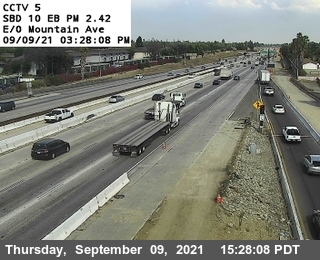 CCTV 5
SBD 10 EB PM 2.42
E/O Mountain Ave
09/09/21 03:28:08 PM
Thursday, September 09, 2021 15:28:08 PDT